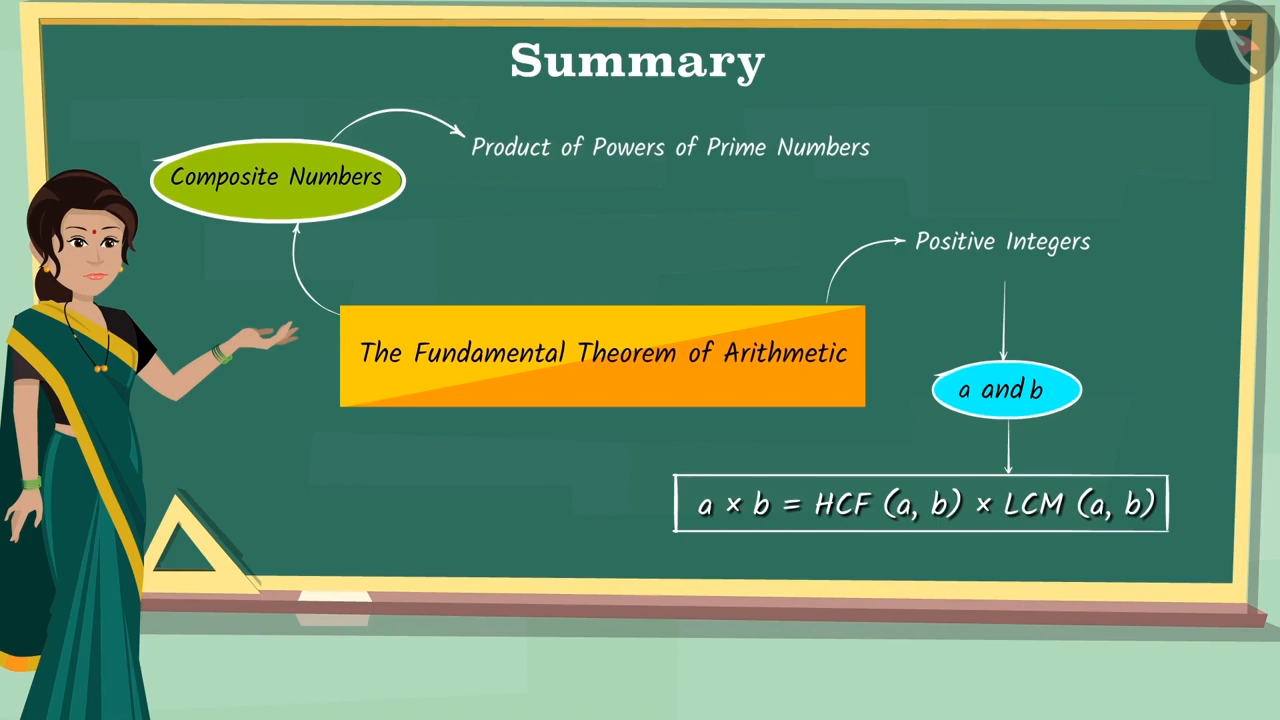 Summary
Product of Powers of Prime Numbers
Composite Numbers
Positive Integers
The Fundamental Theorem of Arithmetic
a and b
a × b = HCF (a, b) × LCM (a, b)